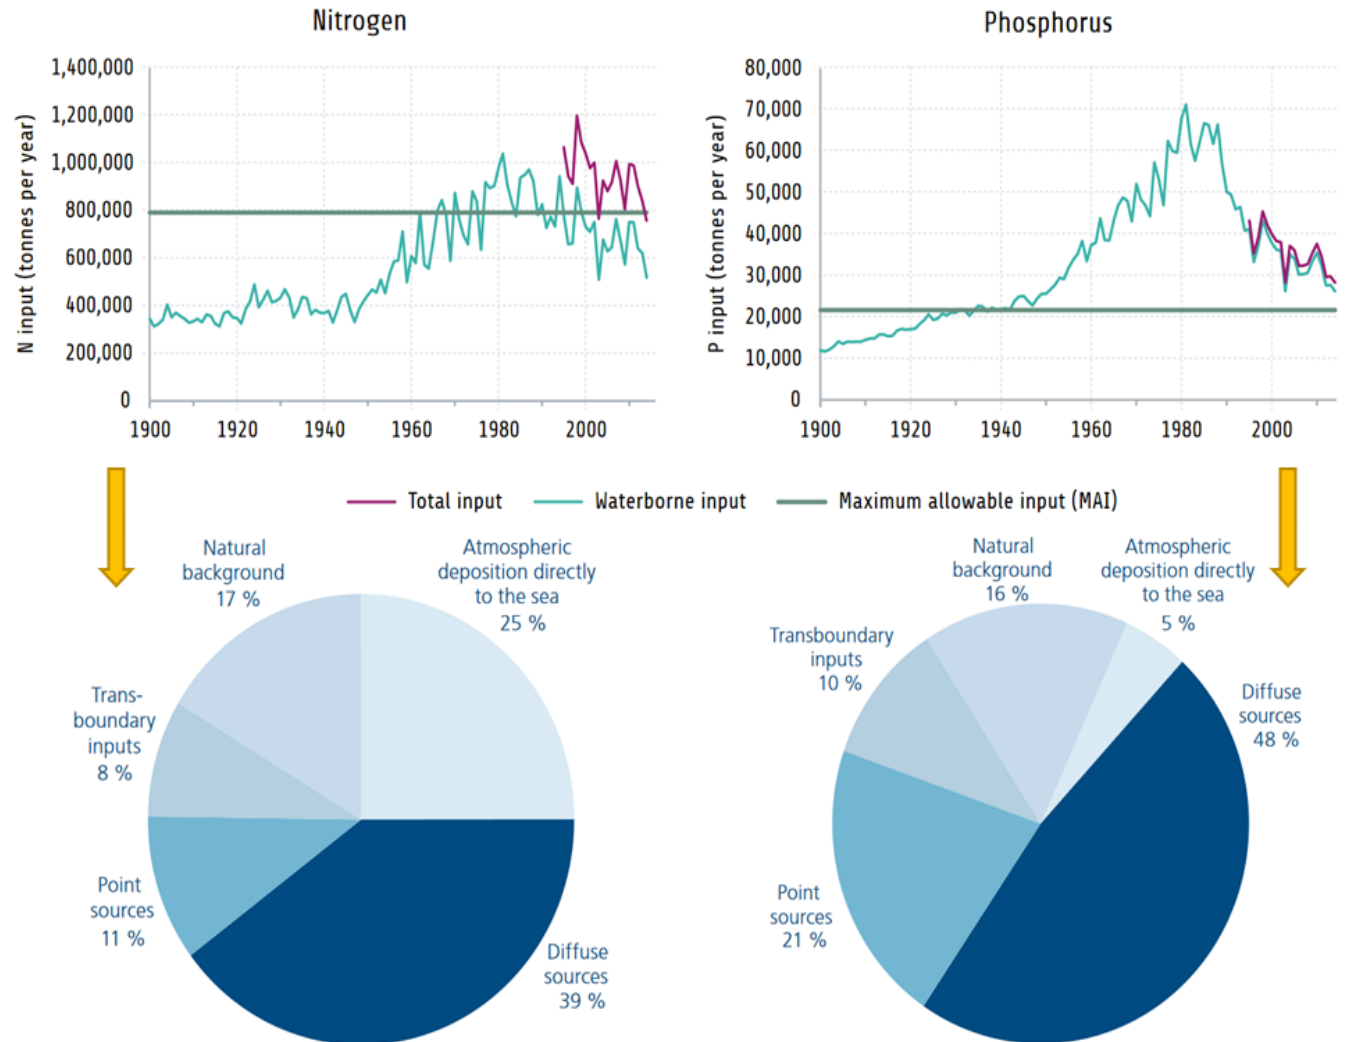 Nitrogen
N input (tonnes per year)
1,400,000
1,200,000
1,000,000
800,000
600,000
400,000
200,000
0
1900
1920
1940
1960
1980
2000
Phosphorus
P input (tonnes per year)
80,000
70,000
60,000
50,000
40,000
30,000
20,000
10,000
0
1900
1920
1940
1960
1980
2000
Total input
Waterborne input
Maximum allowable input (MAI)
Natural
background
17 %
Atmospheric
deposition directly
to the sea
25 %
Trans-
boundary
inputs
8 %
Point
sources
11 %
Diffuse
sources
39 %
Natural
background
16 %
Atmospheric
deposition directly
to the sea
5 %
Transboundary
inputs
10 %
Diffuse
sources
48 %
Point
sources
21 %